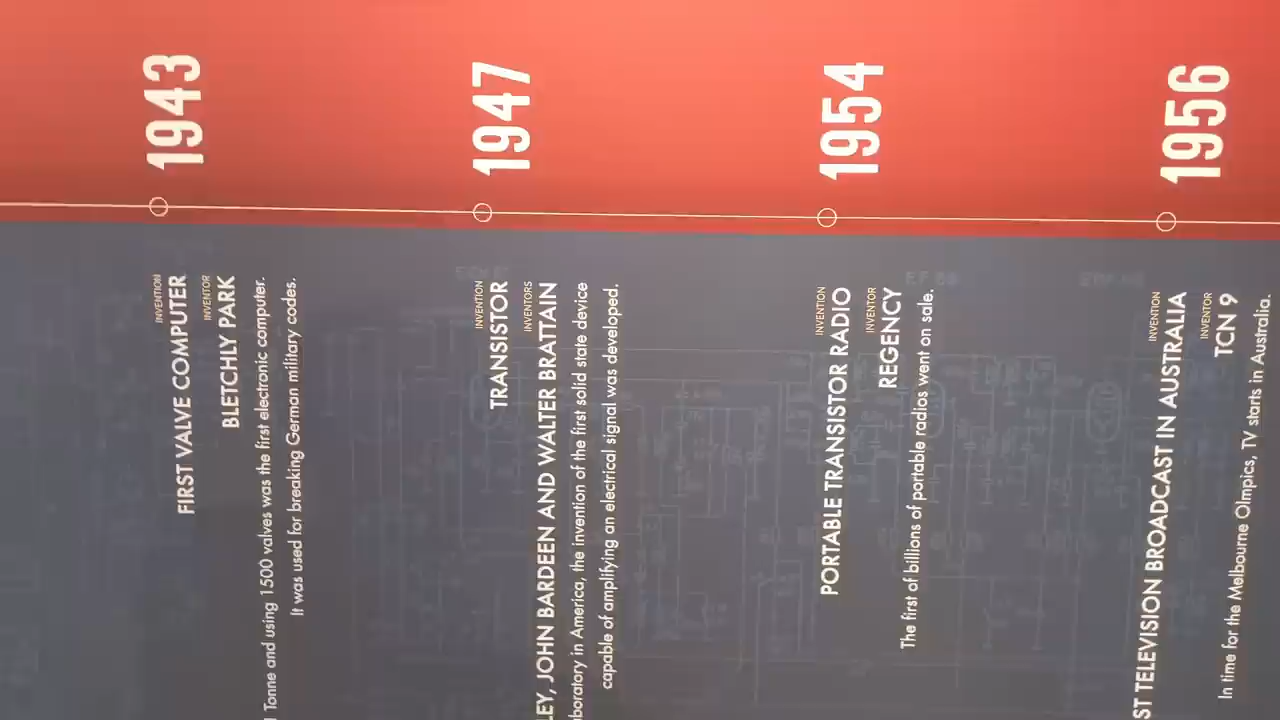 1943
INVENTION
FIRST VALVE COMPUTER
INVENTOR
BLETCHLY PARK
Tonne and using 1500 valves was the first electronic computer.
It was used for breaking German military codes.
1947
INVENTION
TRANSISTOR
INVENTORS
LEY, JOHN BARDEEN AND WALTER BRATTAIN
boratory in America, the invention of the first solid state device
capable of amplifying an electrical signal was developed.
1954
INVENTION
PORTABLE TRANSISTOR RADIO
INVENTOR
REGENCY
The first of billions of portable radios went on sale.
1956
INVENTION
ST TELEVISION BROADCAST IN AUSTRALIA
INVENTOR
TCN 9
In time for the Melbourne Olmpics, TV starts in Australia.